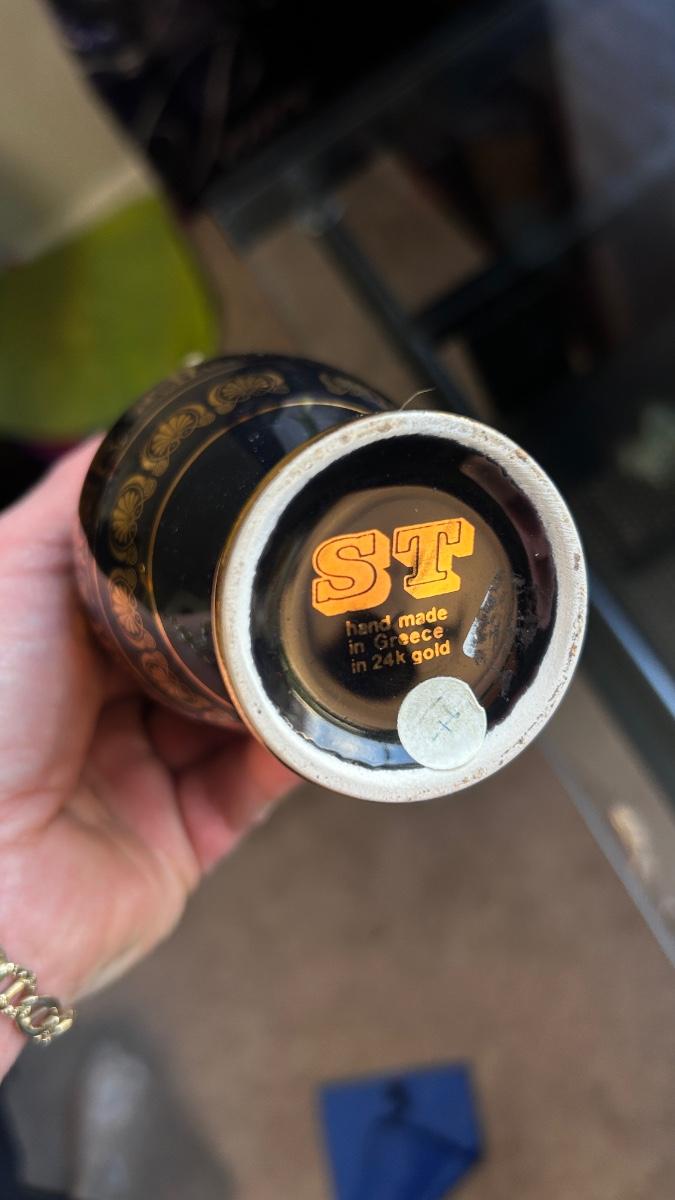 ST
hand made
in Greece
in 24k gold